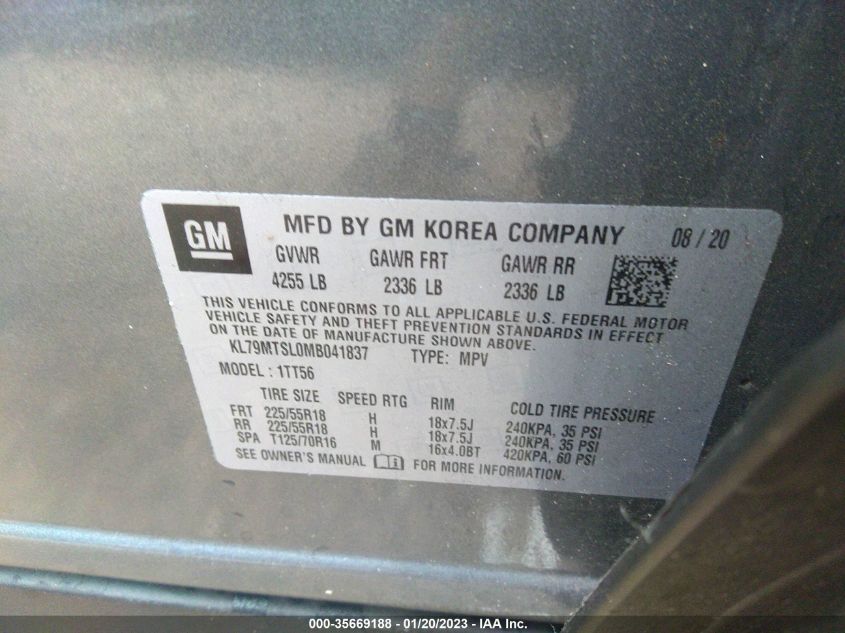 GM MFD BY GM KOREA COMPANY 08 / 20
GVWR GAWR FRT GAWR RR
4255 LB 2336 LB 2336 LB
THIS VEHICLE CONFORMS TO ALL APPLICABLE U.S. FEDERAL MOTOR
VEHICLE SAFETY AND THEFT PREVENTION STANDARDS IN EFFECT
ON THE DATE OF MANUFACTURE SHOWN ABOVE.
KL79MTSL0MB041837 TYPE: MPV
MODEL : 1TT56
TIRE SIZE SPEED RTG RIM COLD TIRE PRESSURE
FRT 225/55R18 H 18x7.5J 240KPA, 35 PSI
RR 225/55R18 H 18x7.5J 240KPA, 35 PSI
SPA T125/70R16 M 16x4.0BT 420KPA, 60 PSI
SEE OWNER'S MANUAL FOR MORE INFORMATION.
000-35669188 - 01/20/2023 - IAA Inc.